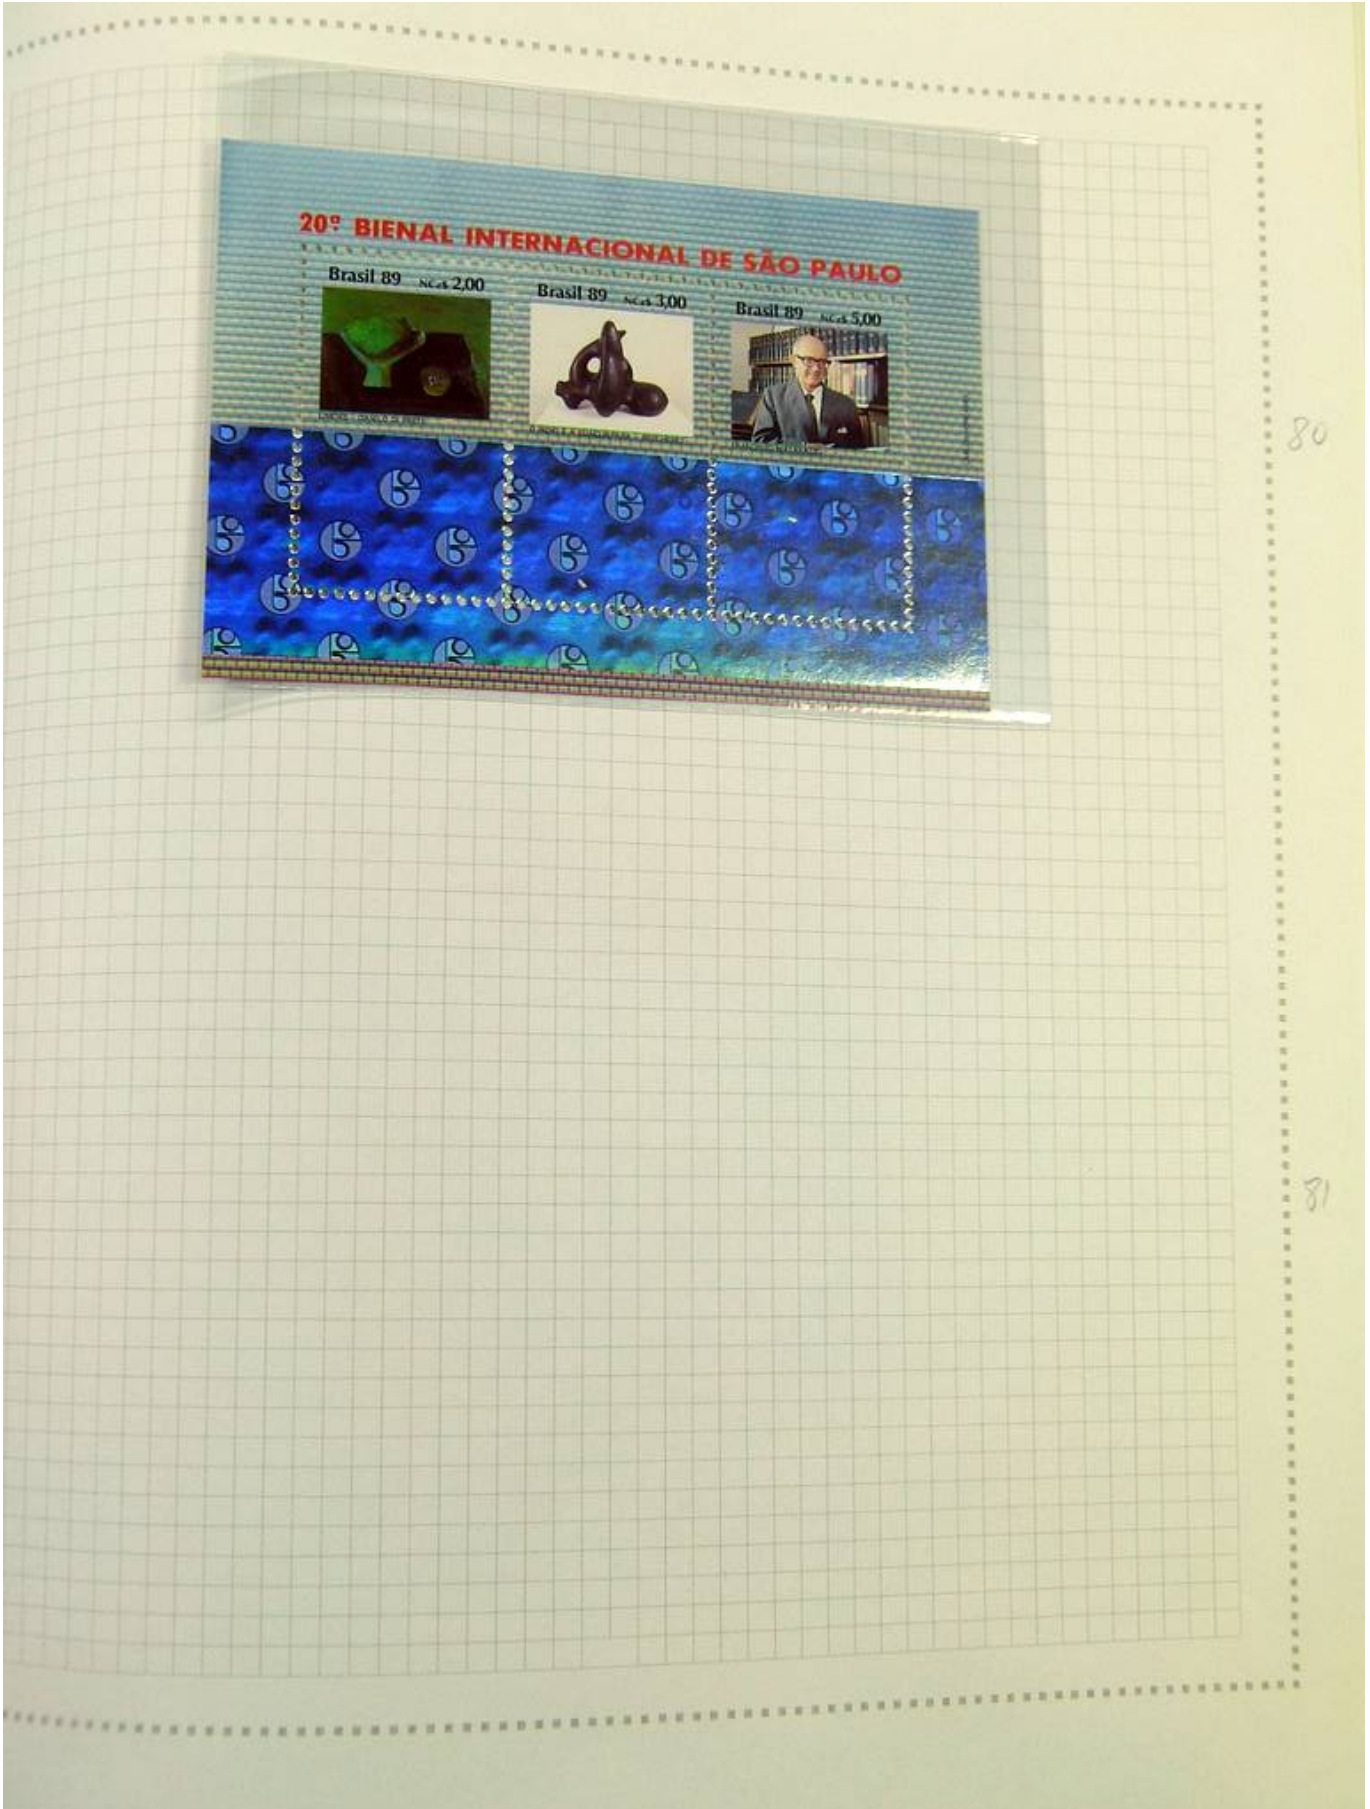 20ª BIENAL INTERNACIONAL DE SÃO PAULO
Brasil 89 NCz$ 2,00
Brasil 89 NCz$ 3,00
Brasil 89 NCz$ 5,00
80
81